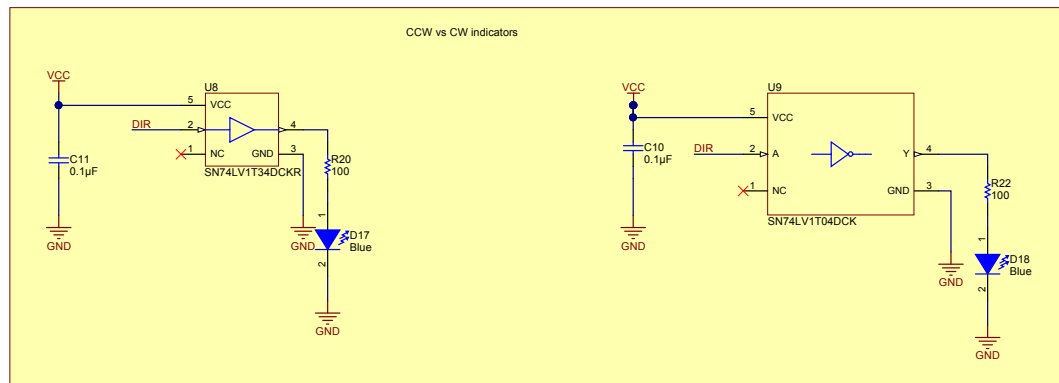 CCW vs CW indicators
VCC
U8
5
VCC
DIR
2
4
1
NC
GND
3
SN74LV1T34DCKR
C11
0.1µF
GND
GND
R20
100
1
D17
Blue
2
GND
VCC
U9
5
VCC
C10
0.1µF
DIR
2
A
Y
4
1
NC
GND
3
SN74LV1T04DCK
GND
R22
100
GND
1
D18
Blue
2
GND